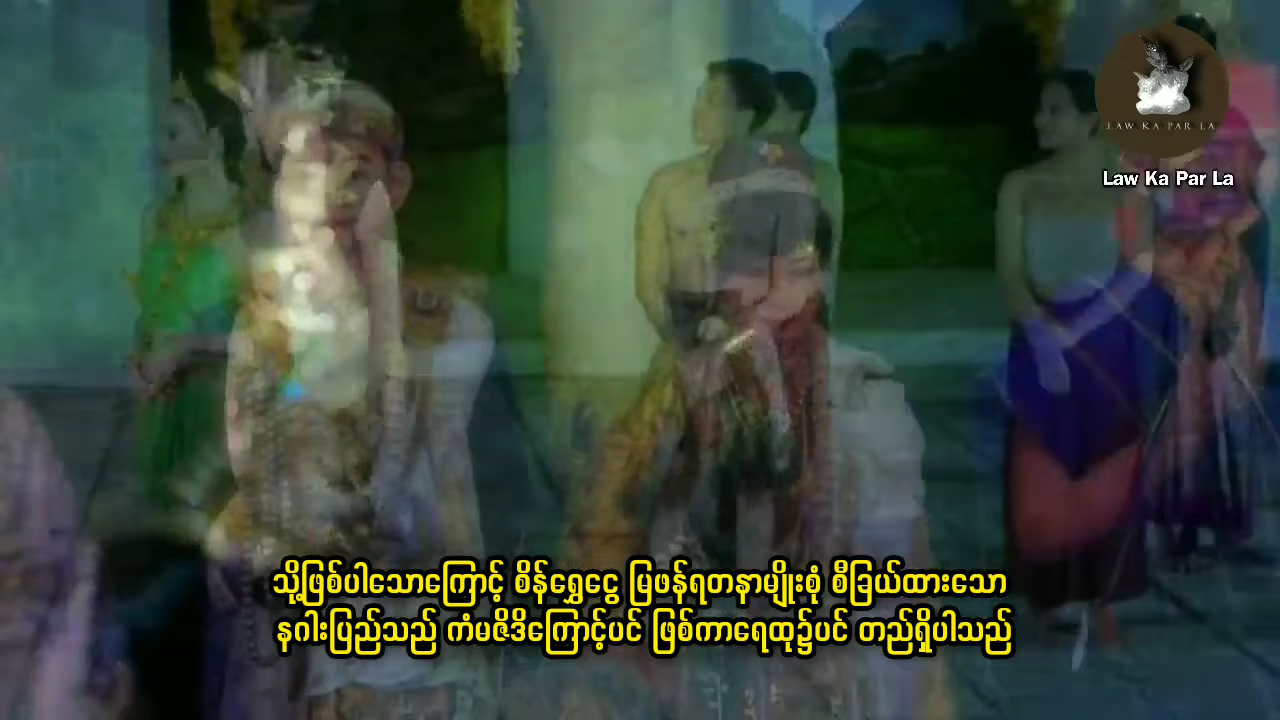 LAW KA PAR LA
Law Ka Par La
သို့ဖြစ်ပါသောကြောင့် စိန်ရွှေငွေ မြဖန်ရတနာမျိုးစုံ စီခြယ်ထားသော
နဂါးပြည်သည် ကံမဇိဒိကြောင့်ပင် ဖြစ်ကာရေထု၌ပင် တည်ရှိပါသည်